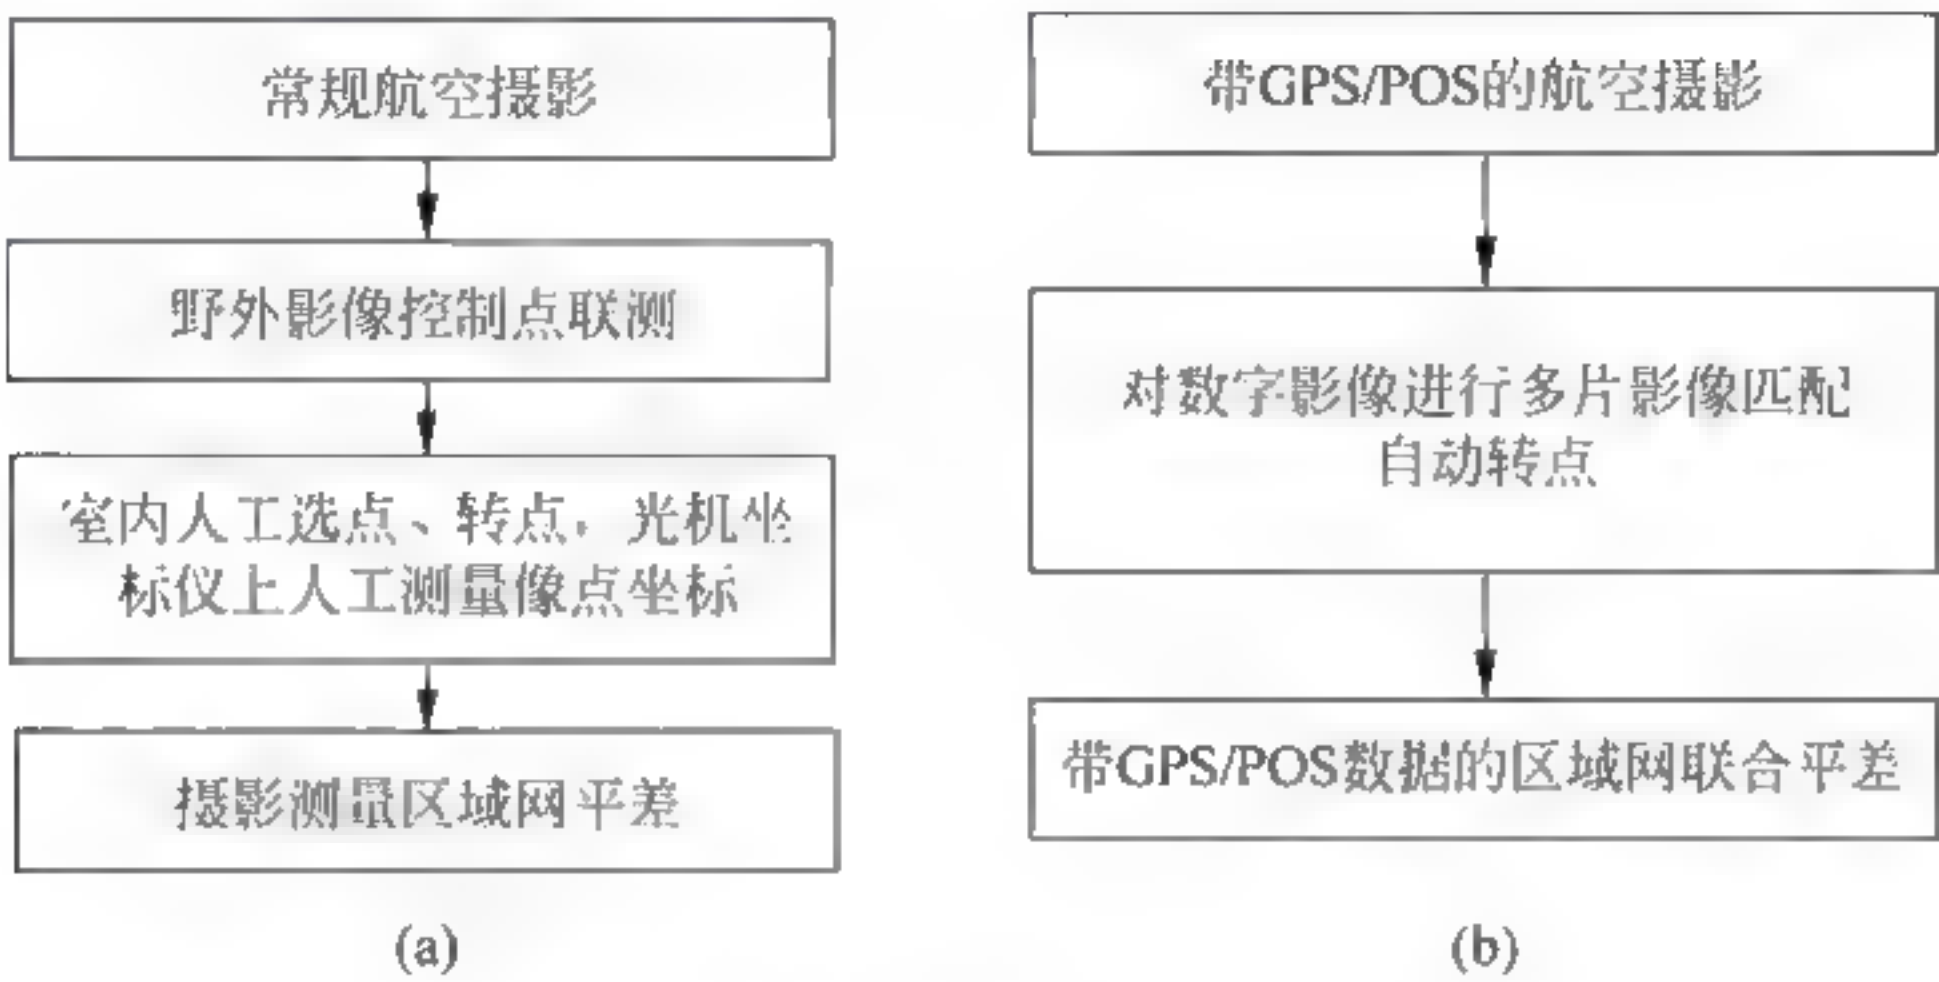 常规航空摄影
野外影像控制点联测
室内人工选点、转点，光机坐
标仪上人工测量像点坐标
摄影测量区域网平差
(a)
带GPS/POS的航空摄影
对数字影像进行多片影像匹配
自动转点
带GPS/POS数据的区域网联合平差
(b)